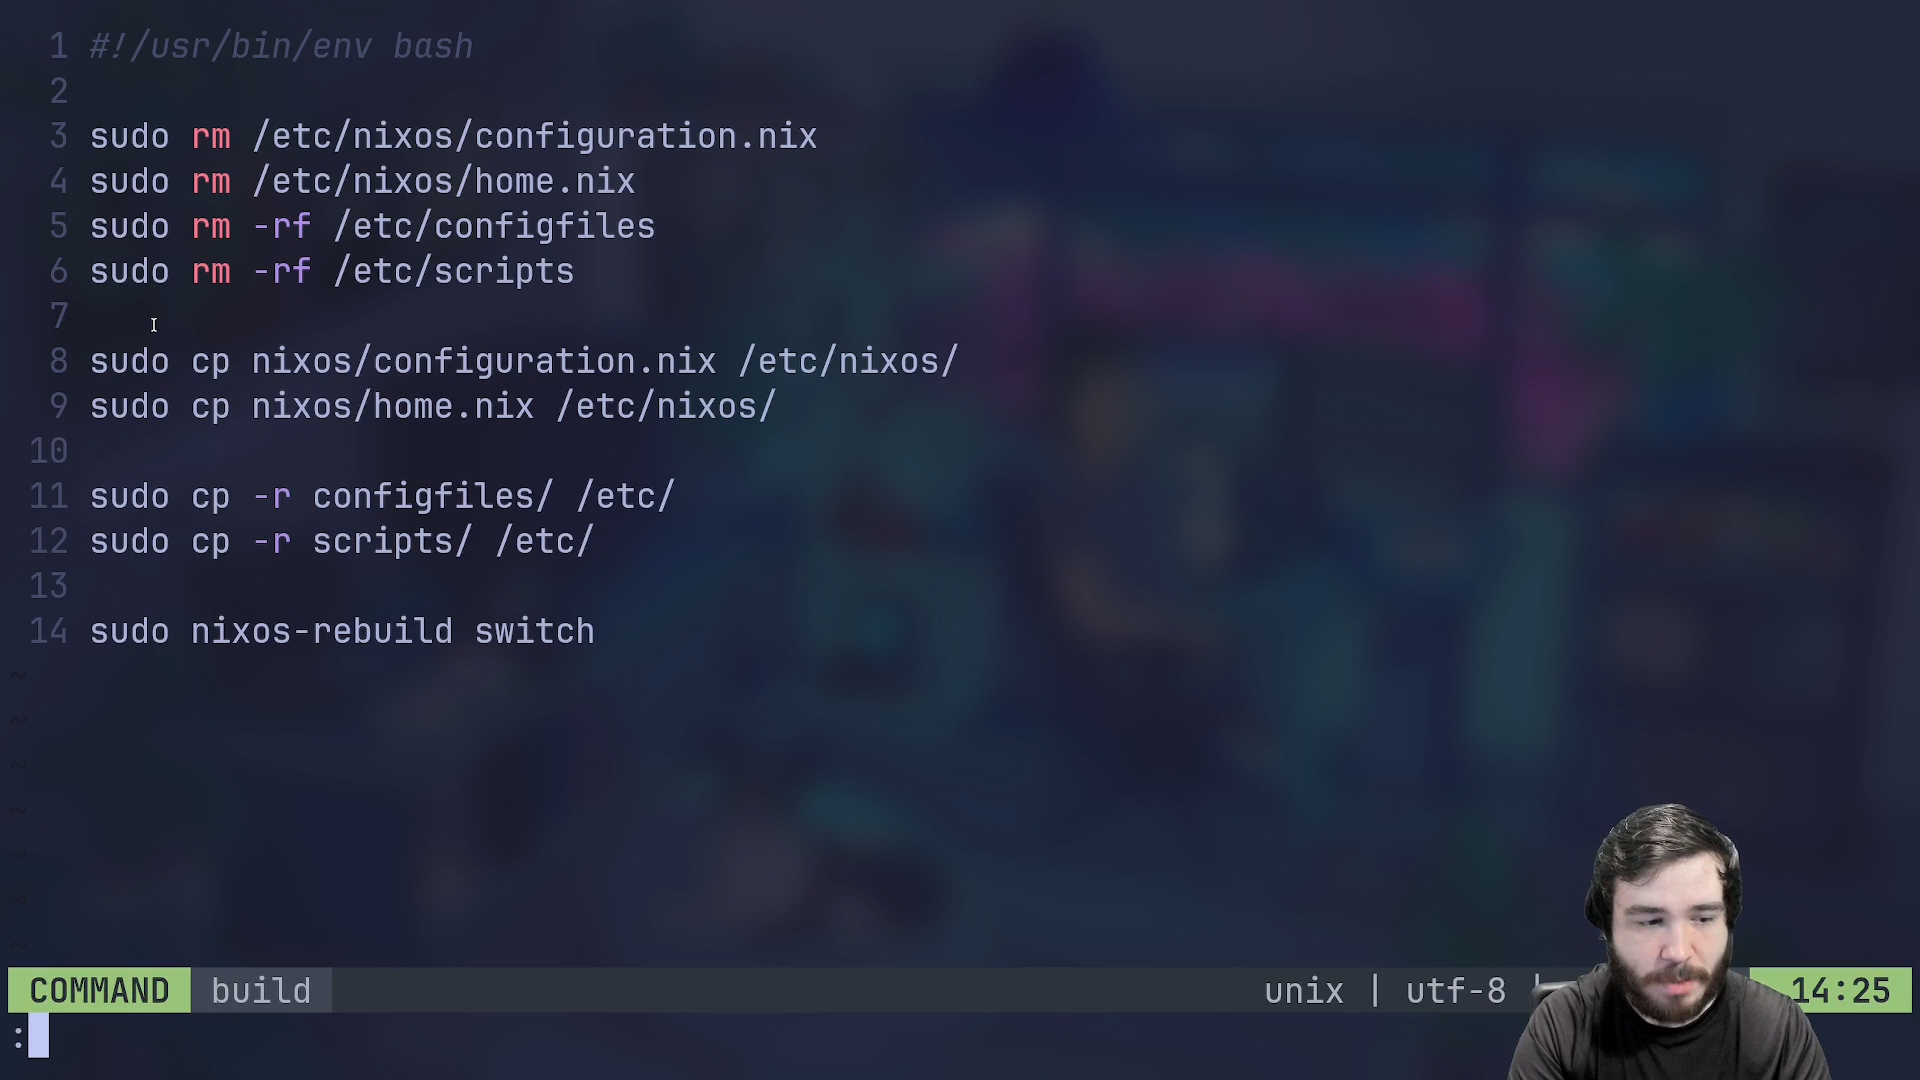 1 #!/usr/bin/env bash
2
3 sudo rm /etc/nixos/configuration.nix
4 sudo rm /etc/nixos/home.nix
5 sudo rm -rf /etc/configfiles
6 sudo rm -rf /etc/scripts
7
8 sudo cp nixos/configuration.nix /etc/nixos/
9 sudo cp nixos/home.nix /etc/nixos/
10
11 sudo cp -r configfiles/ /etc/
12 sudo cp -r scripts/ /etc/
13
14 sudo nixos-rebuild switch
~
~
~
~
~
~
~
COMMAND build unix | utf-8 | 14:25
: